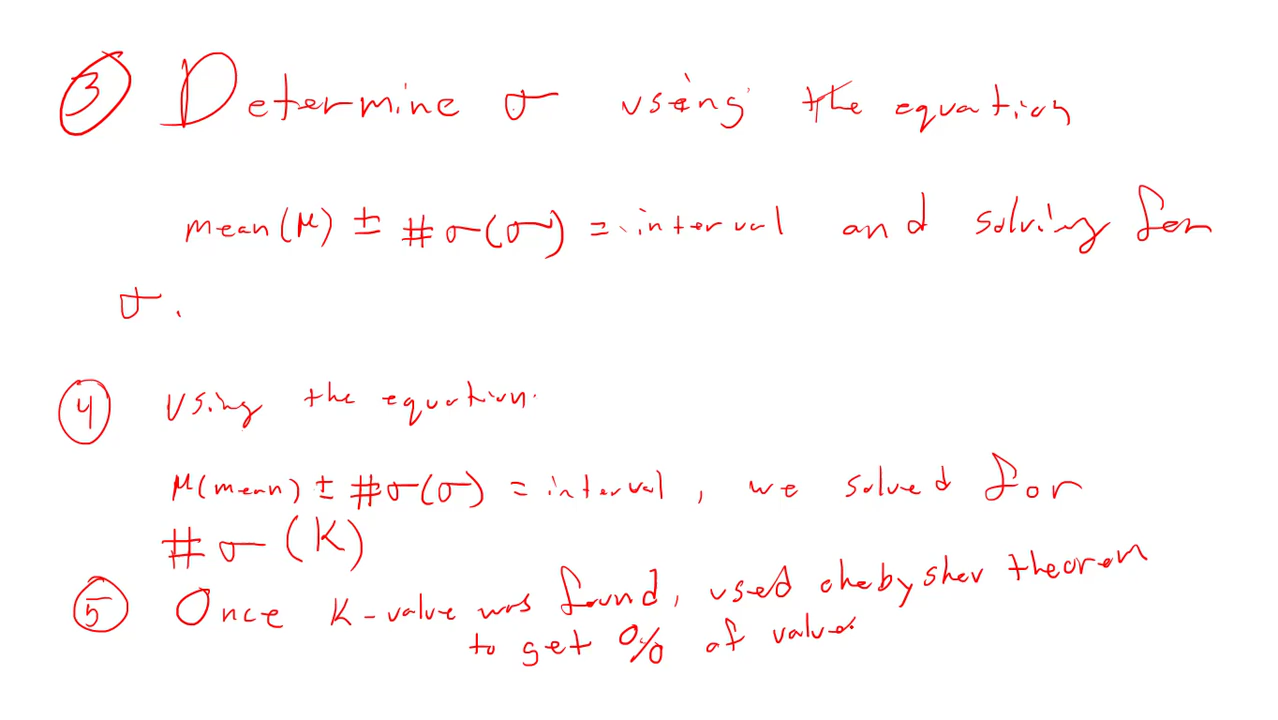 ③ Determine σ using the equation
mean(μ) ± #σ(σ) = interval and solving for
σ.
④ Using the equation.
μ(mean) ± #σ(σ) = interval, we solved for
#σ (K)
⑤ Once K-value was found, used chebyshev theorem
to get % of values